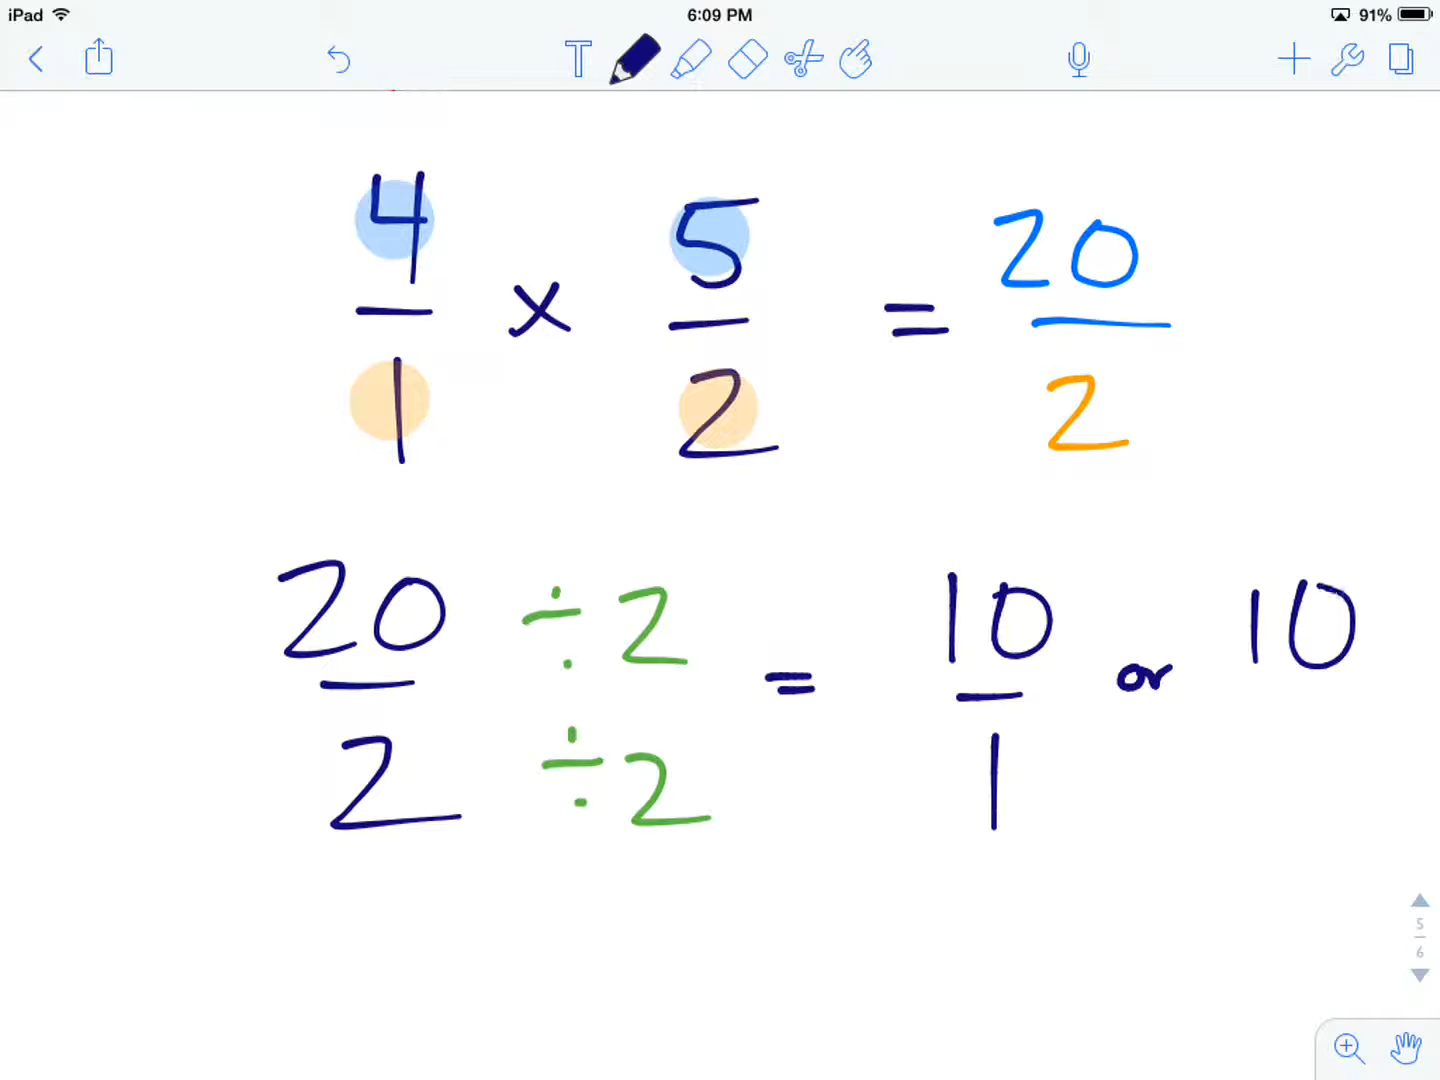 iPad 6:09 PM 91%
T
4/1 x 5/2 = 20/2
20/2 ÷2/÷2 = 10/1 or 10
5
6